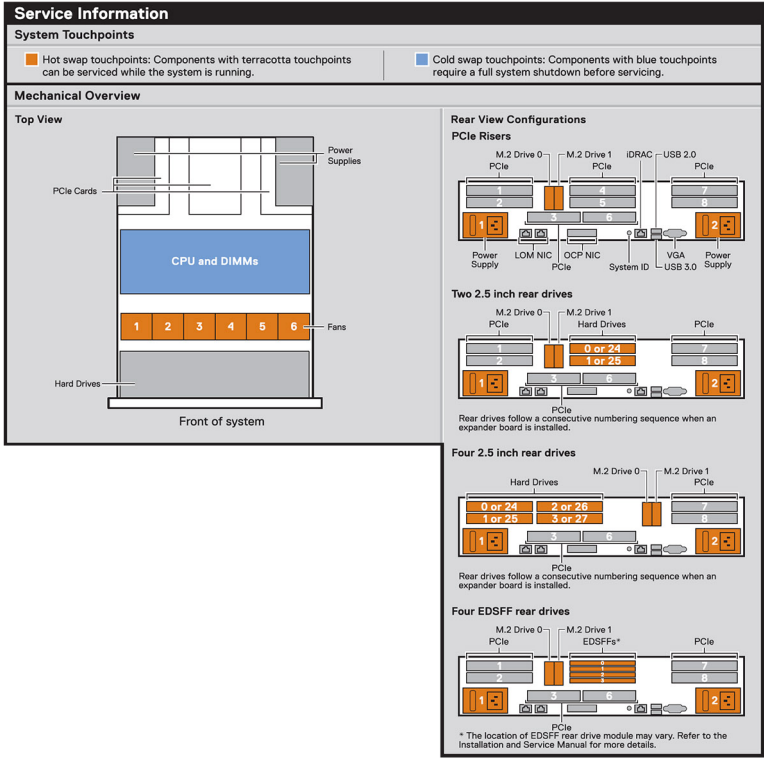 Service Information
System Touchpoints
Hot swap touchpoints: Components with terracotta touchpoints
can be serviced while the system is running.
Cold swap touchpoints: Components with blue touchpoints
require a full system shutdown before servicing.
Mechanical Overview
Top View
Power
Supplies
PCIe Cards
CPU and DIMMs
1 2 3 4 5 6
Fans
Hard Drives
Front of system
Rear View Configurations
PCIe Risers
M.2 Drive 0 M.2 Drive 1 iDRAC USB 2.0
PCIe PCIe PCIe
1 4 7
2 5 8
3 6
1 2
Power
Supply
LOM NIC OCP NIC
PCIe
System ID
VGA
USB 3.0
Power
Supply
Two 2.5 inch rear drives
M.2 Drive 0 M.2 Drive 1
PCIe Hard Drives PCIe
1 0 or 24 7
2 1 or 25 8
3 6
1 2
PCIe
Rear drives follow a consecutive numbering sequence when an
expander board is installed.
Four 2.5 inch rear drives
M.2 Drive 0 M.2 Drive 1
Hard Drives PCIe
0 or 24 2 or 26 7
1 or 25 3 or 27 8
3 6
1 2
PCIe
Rear drives follow a consecutive numbering sequence when an
expander board is installed.
Four EDSFF rear drives
M.2 Drive 0 M.2 Drive 1
PCIe EDSFFs* PCIe
1 7
2 8
3 6
1 2
PCIe
* The location of EDSFF rear drive module may vary. Refer to the
Installation and Service Manual for more details.